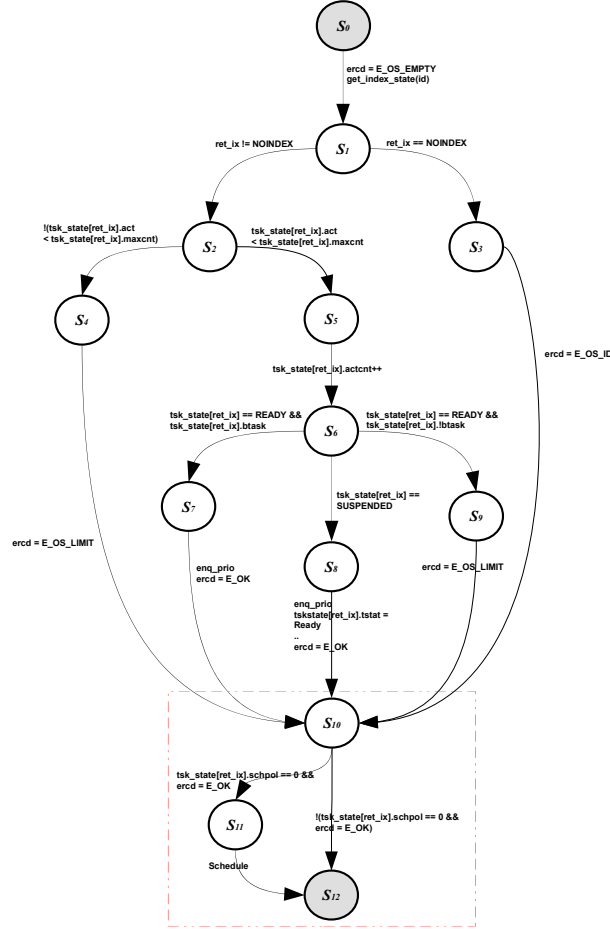 S0
ercd = E_OS_EMPTY
get_index_state(id)
S1
ret_ix != NOINDEX
ret_ix == NOINDEX
!(tsk_state[ret_ix].act
< tsk_state[ret_ix].maxcnt)
tsk_state[ret_ix].act
< tsk_state[ret_ix].maxcnt
S2
S3
S4
S5
ercd = E_OS_ID
tsk_state[ret_ix].actcnt++
tsk_state[ret_ix] == READY &&
tsk_state[ret_ix].btask
tsk_state[ret_ix] == READY &&
tsk_state[ret_ix].!btask
S6
S7
tsk_state[ret_ix] ==
SUSPENDED
S9
ercd = E_OS_LIMIT
enq_prio
ercd = E_OK
S8
ercd = E_OS_LIMIT
enq_prio
tskstate[ret_ix].tstat =
Ready
..
ercd = E_OK
S10
tsk_state[ret_ix].schpol == 0 &&
ercd = E_OK
S11
!(tsk_state[ret_ix].schpol == 0 &&
ercd = E_OK)
Schedule
S12